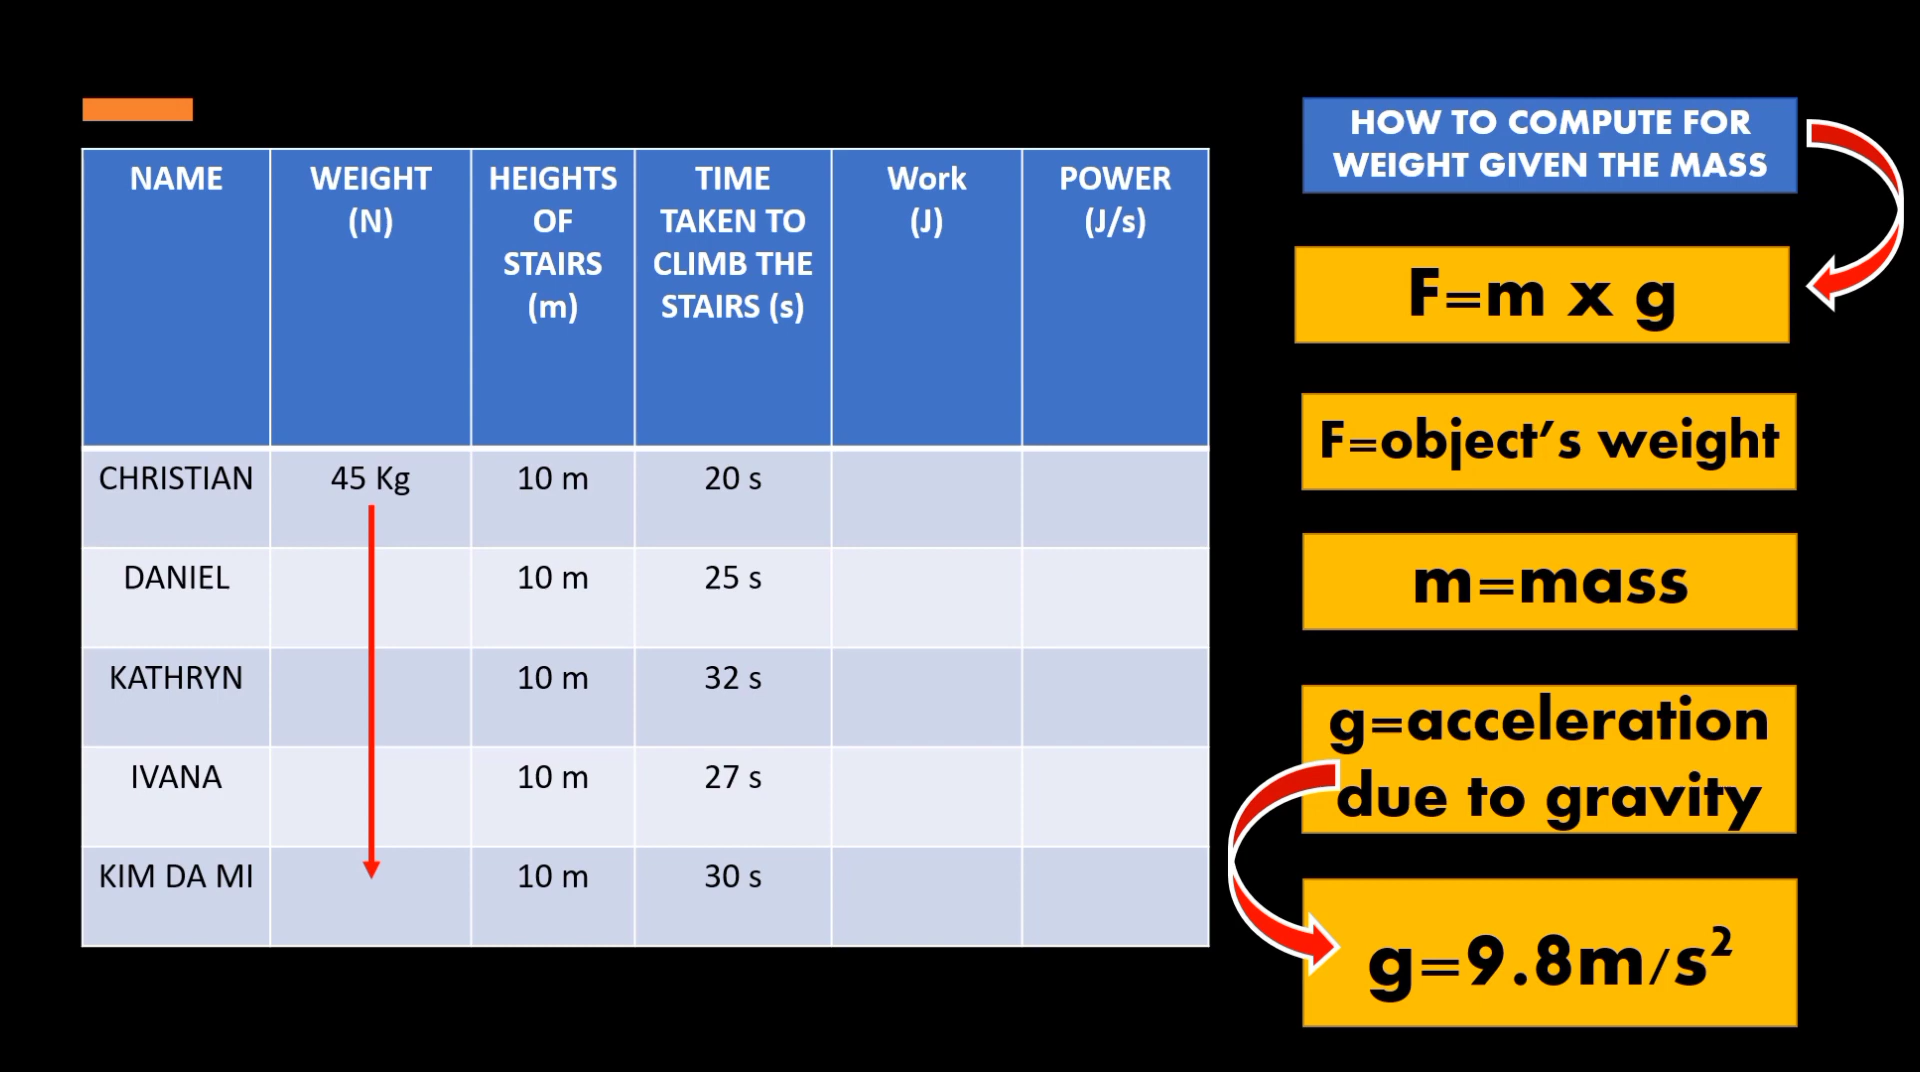 NAME
WEIGHT
(N)
HEIGHTS
OF
STAIRS
(m)
TIME
TAKEN TO
CLIMB THE
STAIRS (s)
Work
(J)
POWER
(J/s)
CHRISTIAN 45 Kg 10 m 20 s
DANIEL 10 m 25 s
KATHRYN 10 m 32 s
IVANA 10 m 27 s
KIM DA MI 10 m 30 s
HOW TO COMPUTE FOR
WEIGHT GIVEN THE MASS
F=m x g
F=object’s weight
m=mass
g=acceleration
due to gravity
g=9.8m/s²